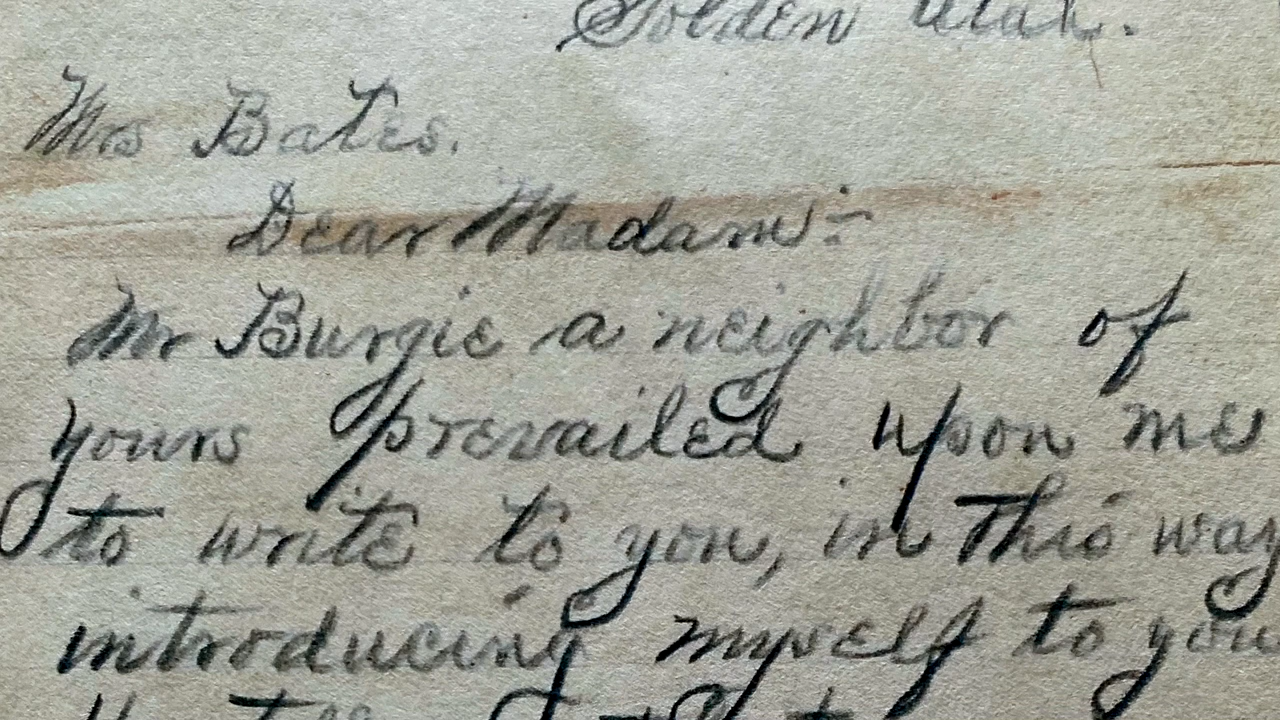 Golden Utah.
Mrs Bates.
Dear Madam:-
Mr Burgie a neighbor of
yours prevailed upon me
to write to you, in this way
introducing myself to you